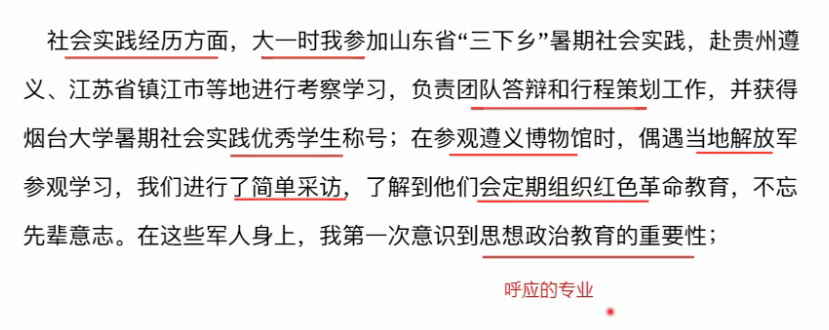 社会实践经历方面，大一时我参加山东省“三下乡”暑期社会实践，赴贵州遵
义、江苏省镇江市等地进行考察学习，负责团队答辩和行程策划工作，并获得
烟台大学暑期社会实践优秀学生称号；在参观遵义博物馆时，偶遇当地解放军
参观学习，我们进行了简单采访，了解到他们会定期组织红色革命教育，不忘
先辈意志。在这些军人身上，我第一次意识到思想政治教育的重要性；
呼应的专业